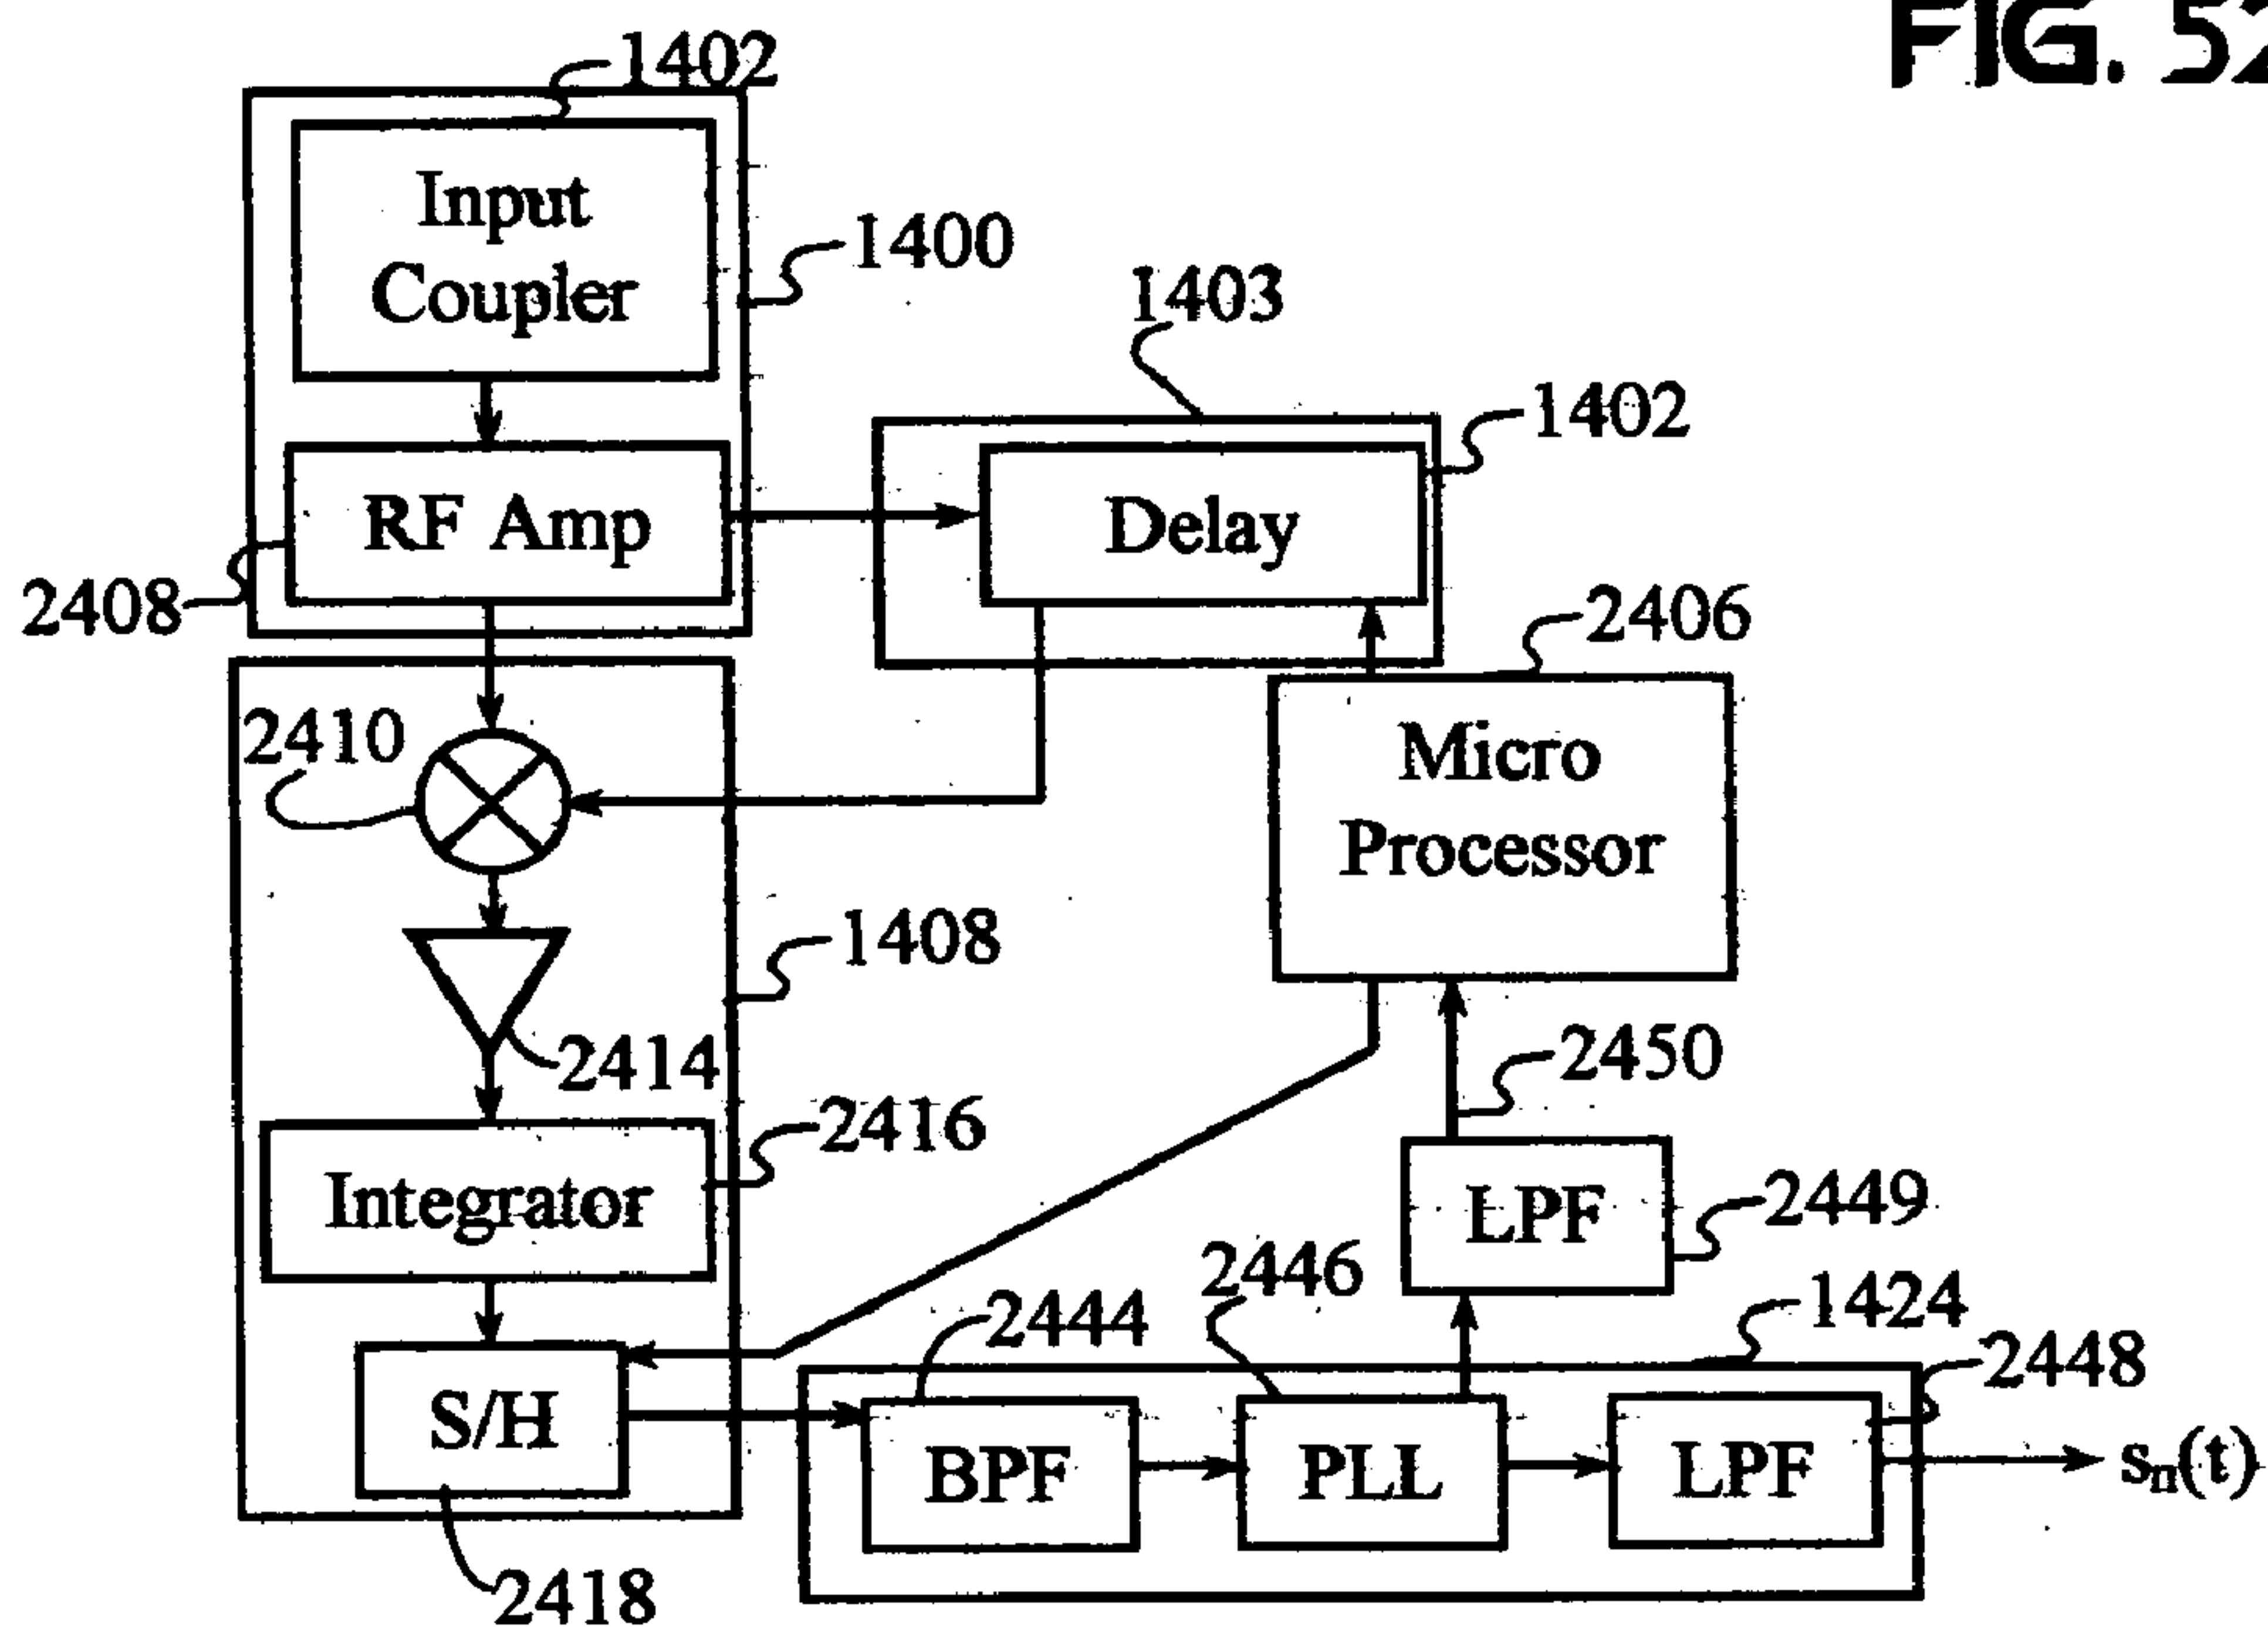 FIG. 52
1402
Input
Coupler
1400
1403
1402
RF Amp
Delay
2408
2406
2410
Micro
Processor
1408
2414
2450
2416
Integrator
LPF
2449
2446
1424
2444
2448
S/H
BPF
PLL
LPF
sn(t)
2418